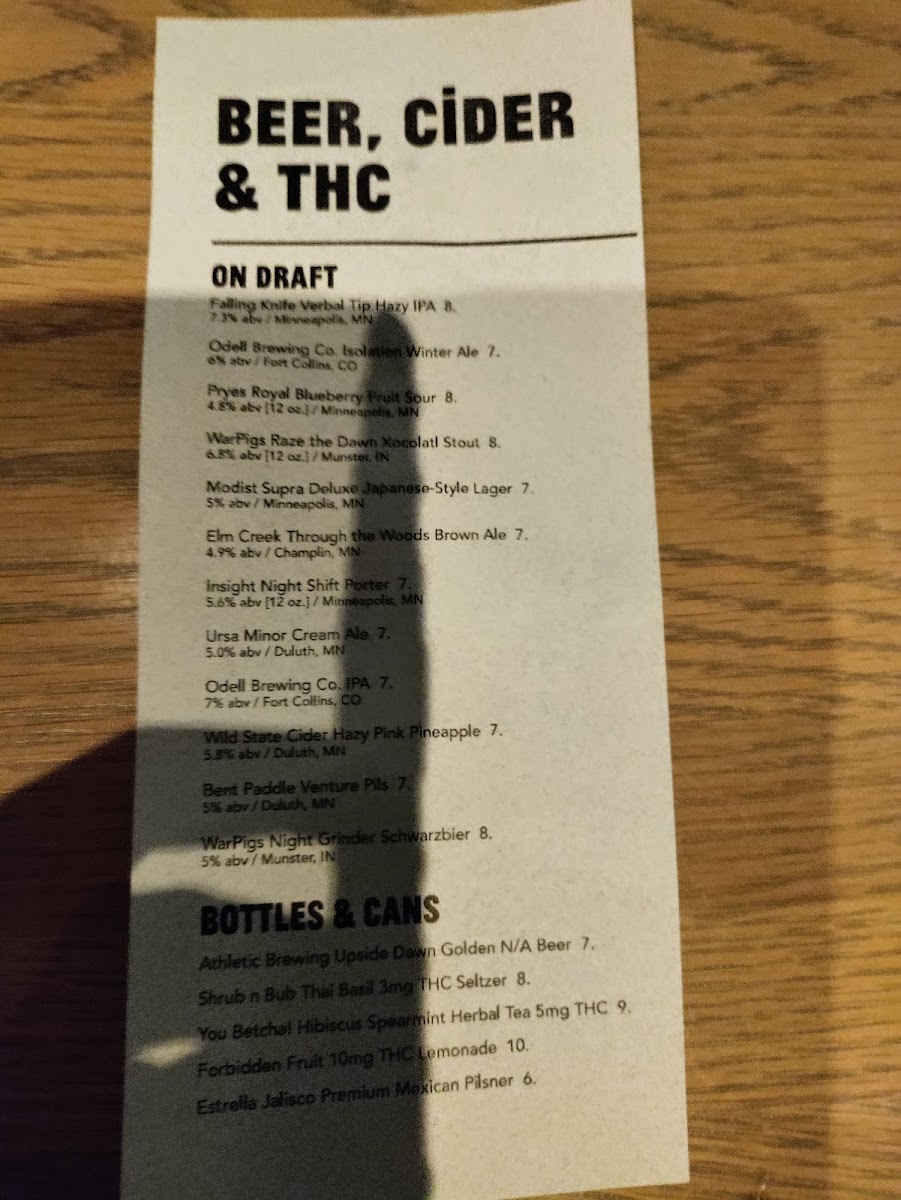 BEER, CİDER
& THC
ON DRAFT
Falling Knife Verbal Tip Hazy IPA 8.
7.3% abv / Minneapolis, MN
Odell Brewing Co. Isolation Winter Ale 7.
6% abv / Fort Collins, CO
Pryes Royal Blueberry Fruit Sour 8.
4.8% abv [12 oz.] / Minneapolis, MN
WarPigs Raze the Dawn Xocolatl Stout 8.
6.8% abv [12 oz.] / Munster, IN
Modist Supra Deluxe Japanese-Style Lager 7.
5% abv / Minneapolis, MN
Elm Creek Through the Woods Brown Ale 7.
4.9% abv / Champlin, MN
Insight Night Shift Porter 7.
5.6% abv [12 oz.] / Minneapolis, MN
Ursa Minor Cream Ale 7.
5.0% abv / Duluth, MN
Odell Brewing Co. IPA 7.
7% abv / Fort Collins, CO
Wild State Cider Hazy Pink Pineapple 7.
5.8% abv / Duluth, MN
Bent Paddle Venture Pils 7.
5% abv / Duluth, MN
WarPigs Night Grinder Schwarzbier 8.
5% abv / Munster, IN
BOTTLES & CANS
Athletic Brewing Upside Dawn Golden N/A Beer 7.
Shrub n Bub Thai Basil 3mg THC Seltzer 8.
You Betcha! Hibiscus Spearmint Herbal Tea 5mg THC 9.
Forbidden Fruit 10mg THC Lemonade 10.
Estrella Jalisco Premium Mexican Pilsner 6.